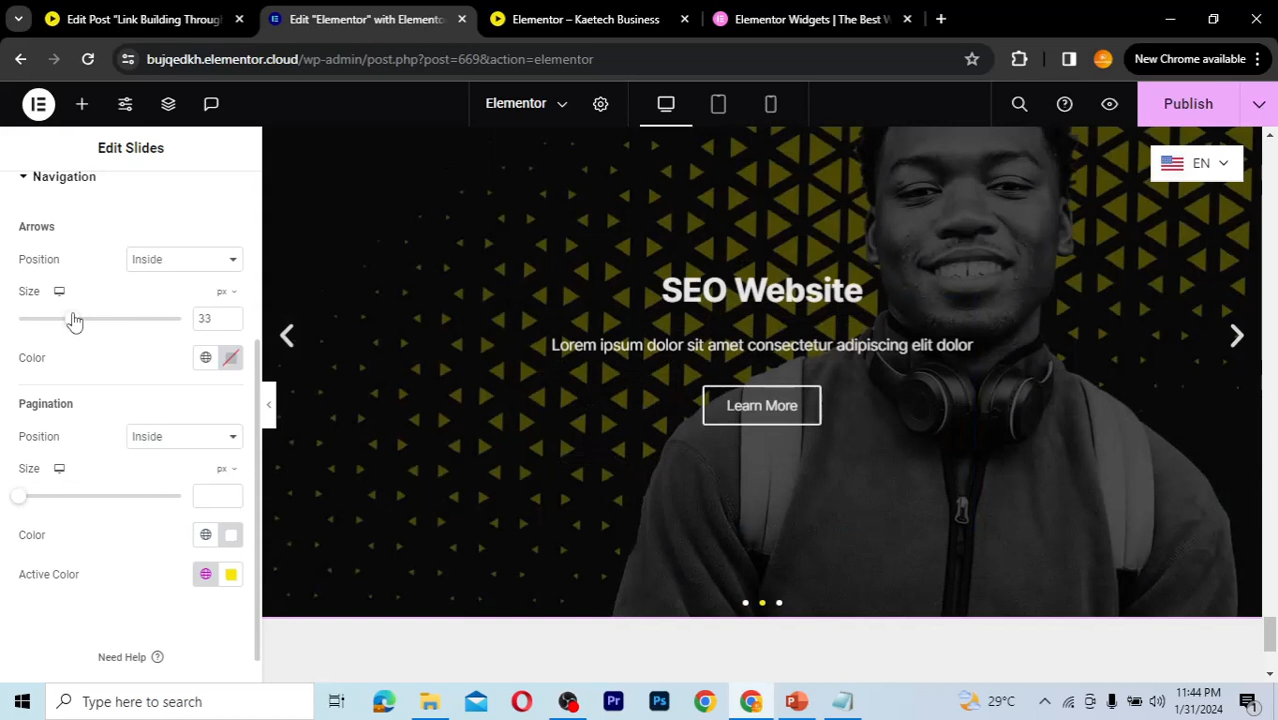 Edit Post "Link Building Throug
Edit "Elementor" with Elemento
Elementor – Kaetech Business
Elementor Widgets | The Best W
bujqedkh.elementor.cloud/wp-admin/post.php?post=669&action=elementor
New Chrome available
Elementor
Publish
Edit Slides
EN
Navigation
Arrows
Position
Inside
Size
px
33
Color
Pagination
Position
Inside
Size
px
Color
Active Color
Need Help
SEO Website
Lorem ipsum dolor sit amet consectetur adipiscing elit dolor
Learn More
Type here to search
Pr
Ps
29°C
11:44 PM
1/31/2024
1